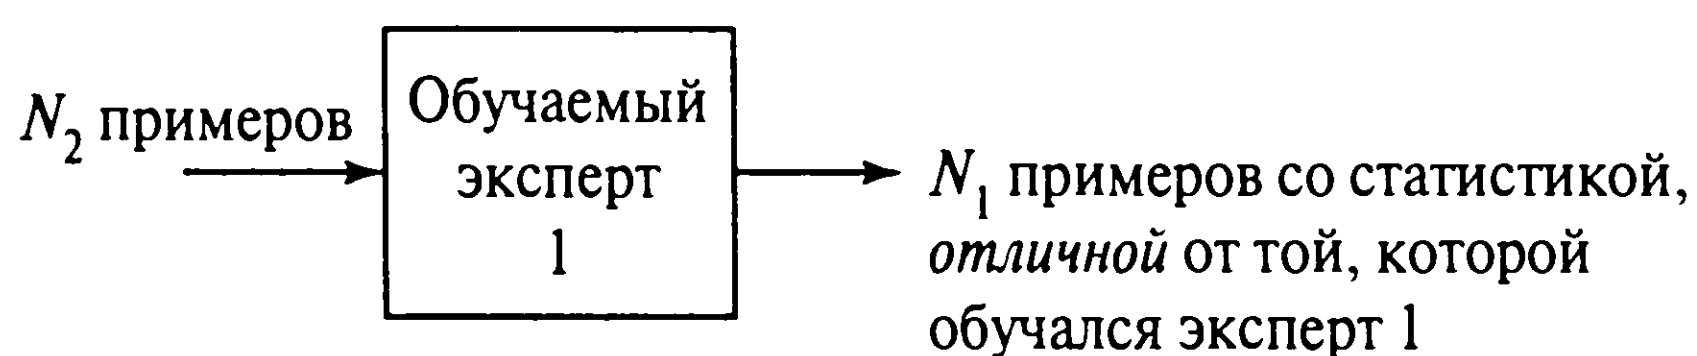 N₂ примеров
Обучаемый
эксперт
1
N₁ примеров со статистикой,
отличной от той, которой
обучался эксперт 1